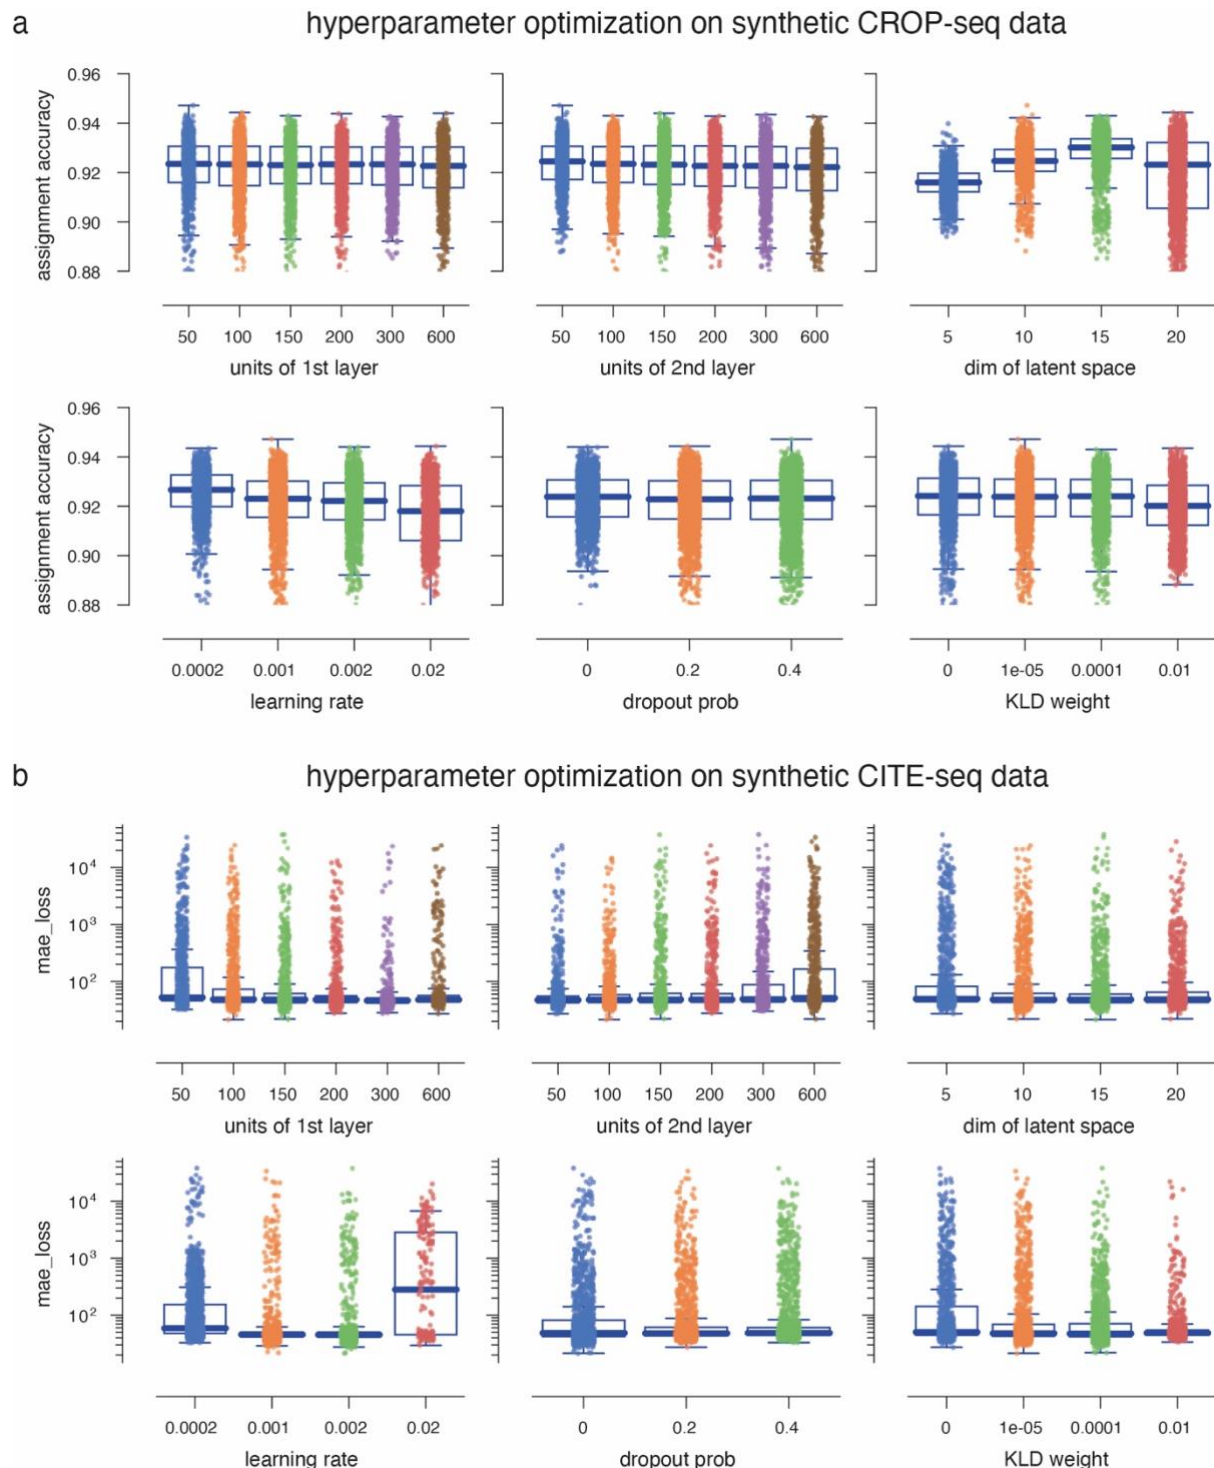 a
hyperparameter optimization on synthetic CROP-seq data
assignment accuracy
0.96
0.94
0.92
0.90
0.88
50 100 150 200 300 600
units of 1st layer
50 100 150 200 300 600
units of 2nd layer
5 10 15 20
dim of latent space
assignment accuracy
0.96
0.94
0.92
0.90
0.88
0.0002 0.001 0.002 0.02
learning rate
0 0.2 0.4
dropout prob
0 1e-05 0.0001 0.01
KLD weight
b
hyperparameter optimization on synthetic CITE-seq data
mae_loss
10⁴
10³
10²
50 100 150 200 300 600
units of 1st layer
50 100 150 200 300 600
units of 2nd layer
5 10 15 20
dim of latent space
mae_loss
10⁴
10³
10²
0.0002 0.001 0.002 0.02
learning rate
0 0.2 0.4
dropout prob
0 1e-05 0.0001 0.01
KLD weight